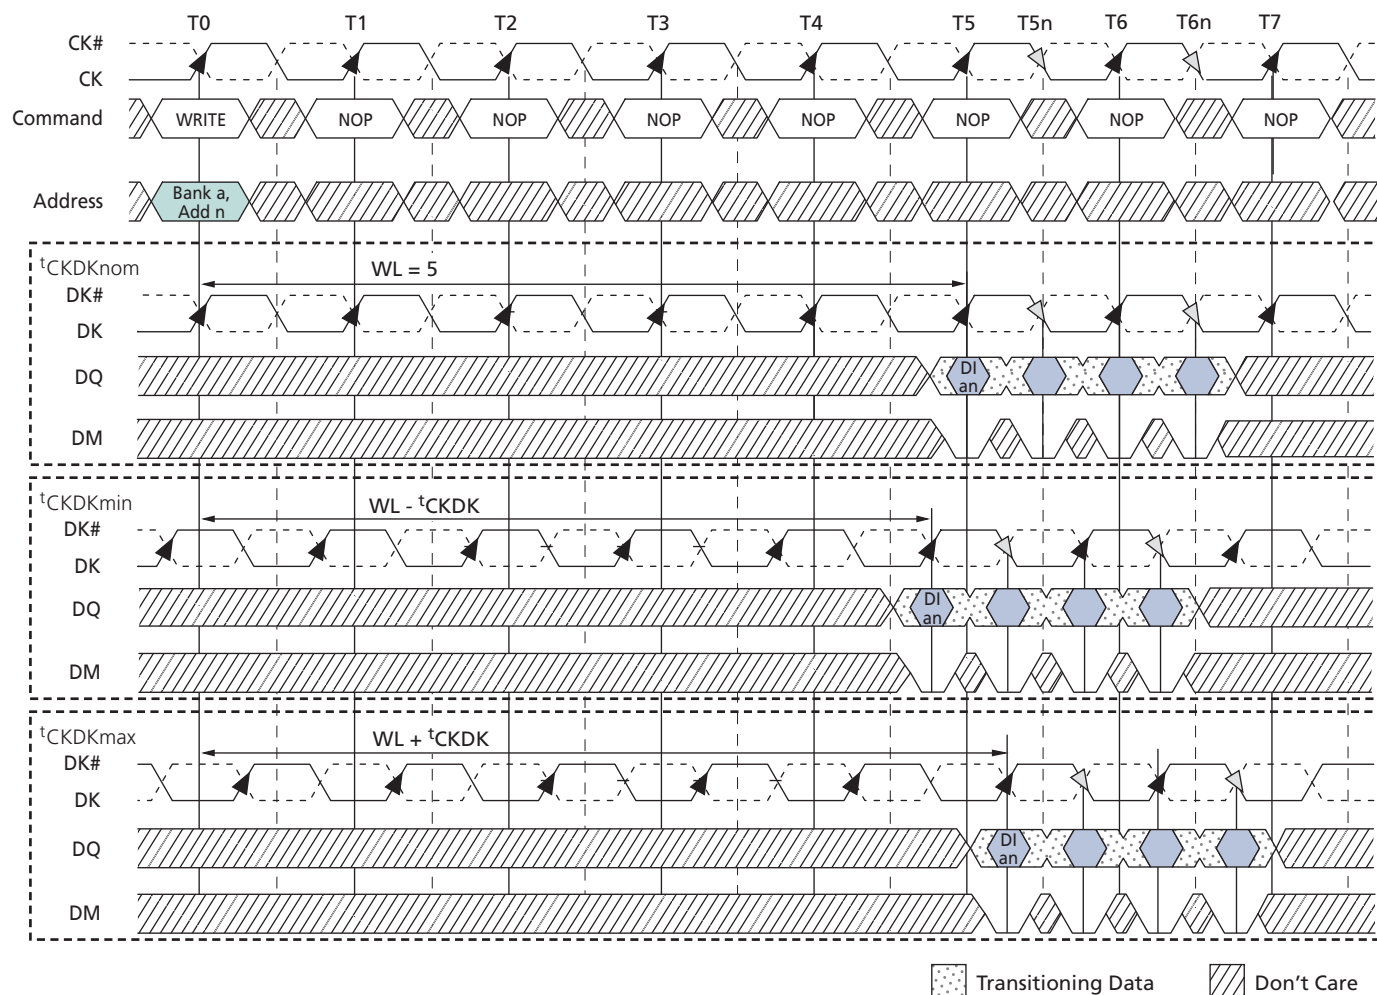 T0 T1 T2 T3 T4 T5 T5n T6 T6n T7
CK#
CK
Command WRITE NOP NOP NOP NOP NOP NOP NOP
Address Bank a,
Add n
tCKDKnom
WL = 5
DK#
DK
DQ DI
an
DM
tCKDKmin
WL - tCKDK
DK#
DK
DQ DI
an
DM
tCKDKmax
WL + tCKDK
DK#
DK
DQ DI
an
DM
Transitioning Data Don't Care